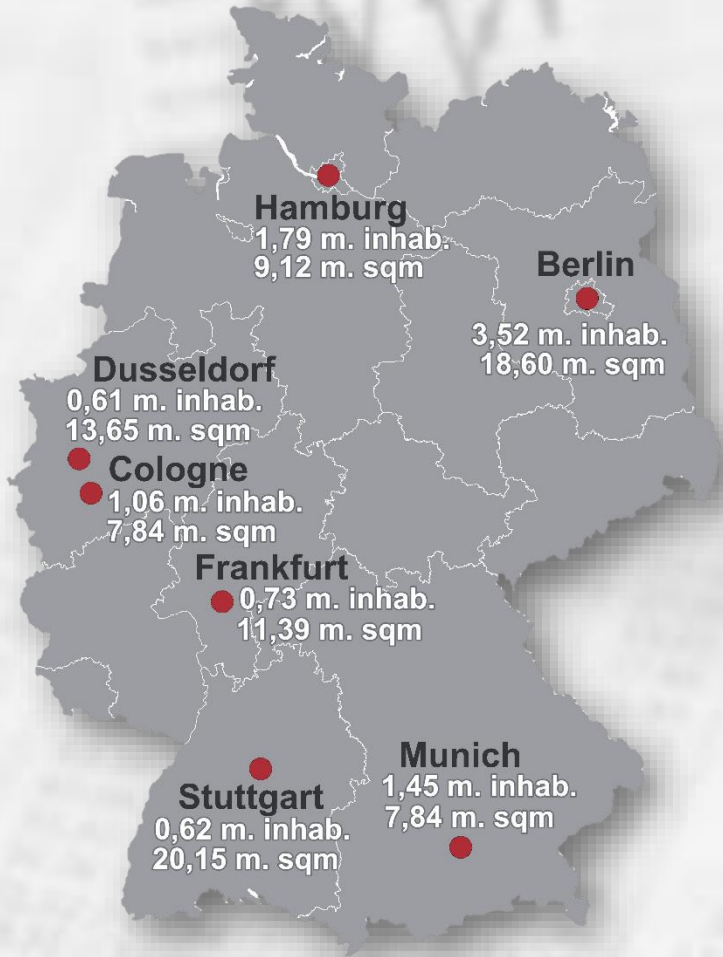 Hamburg
1,79 m. inhab.
9,12 m. sqm
Berlin
3,52 m. inhab.
18,60 m. sqm
Dusseldorf
0,61 m. inhab.
13,65 m. sqm
Cologne
1,06 m. inhab.
7,84 m. sqm
Frankfurt
0,73 m. inhab.
11,39 m. sqm
Munich
1,45 m. inhab.
7,84 m. sqm
Stuttgart
0,62 m. inhab.
20,15 m. sqm